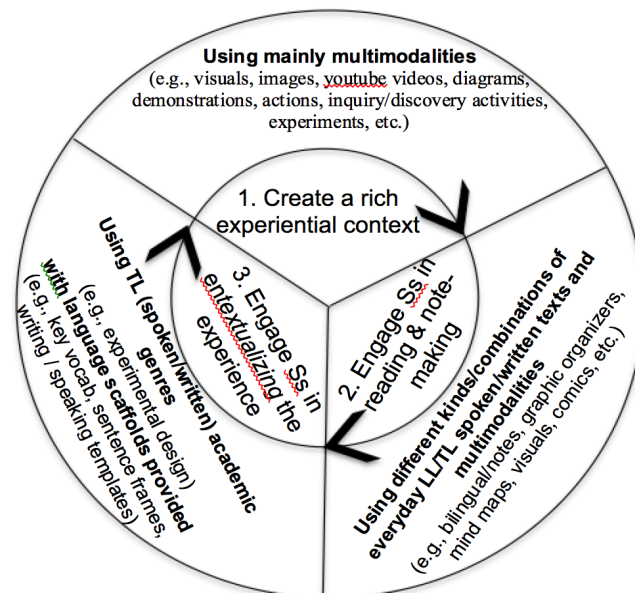 Using mainly multimodalities
(e.g., visuals, images, youtube videos, diagrams,
demonstrations, actions, inquiry/discovery activities,
experiments, etc.)
1. Create a rich
experiential context
2. Engage Ss in
reading & note-
making
Using different kinds/combinations of
everyday LL/TL spoken/written texts and
multimodalities
(e.g., bilingual/notes, graphic organizers,
mind maps, visuals, comics, etc.)
3. Engage Ss in
entextualizing the
experience
Using TL (spoken/written) academic
genres
(e.g., experimental design)
with language scaffolds provided
(e.g., key vocab, sentence frames,
writing / speaking templates)